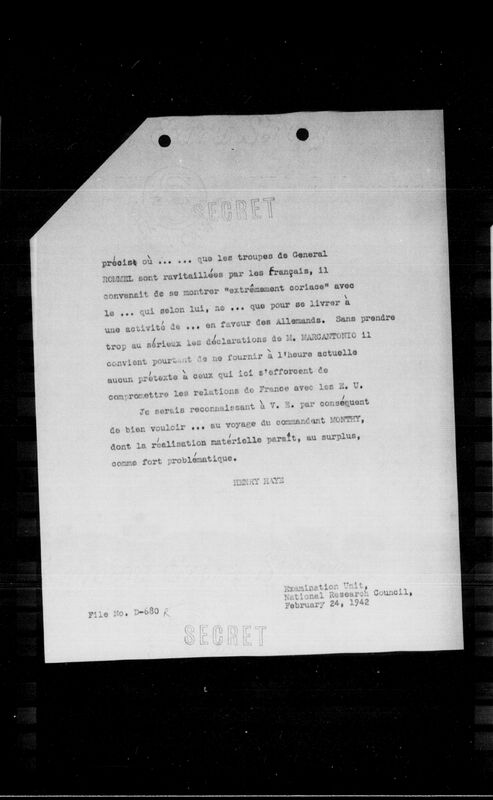 SECRET
précise où ... ... que les troupes de General
ROMMEL sont ravitaillées par les français, il
convenait de se montrer "extrêmement coriace" avec
le ... qui selon lui, ne ... que pour se livrer à
une activité de ... en faveur des Allemands. Sans prendre
trop au sérieux les déclarations de M. MARCANTONIO il
convient pourtant de ne fournir à l'heure actuelle
aucun prétexte à ceux qui ici s'efforcent de
compromettre les relations de France avec les E. U.
Je serais reconnaissant à V. E. par conséquent
de bien vouloir ... au voyage du commandant MONTHY,
dont la réalisation matérielle paraît, au surplus,
comme fort problématique.
HENRY HAYE
Examination Unit,
National Research Council,
February 24, 1942
File No. D-680 R
SECRET